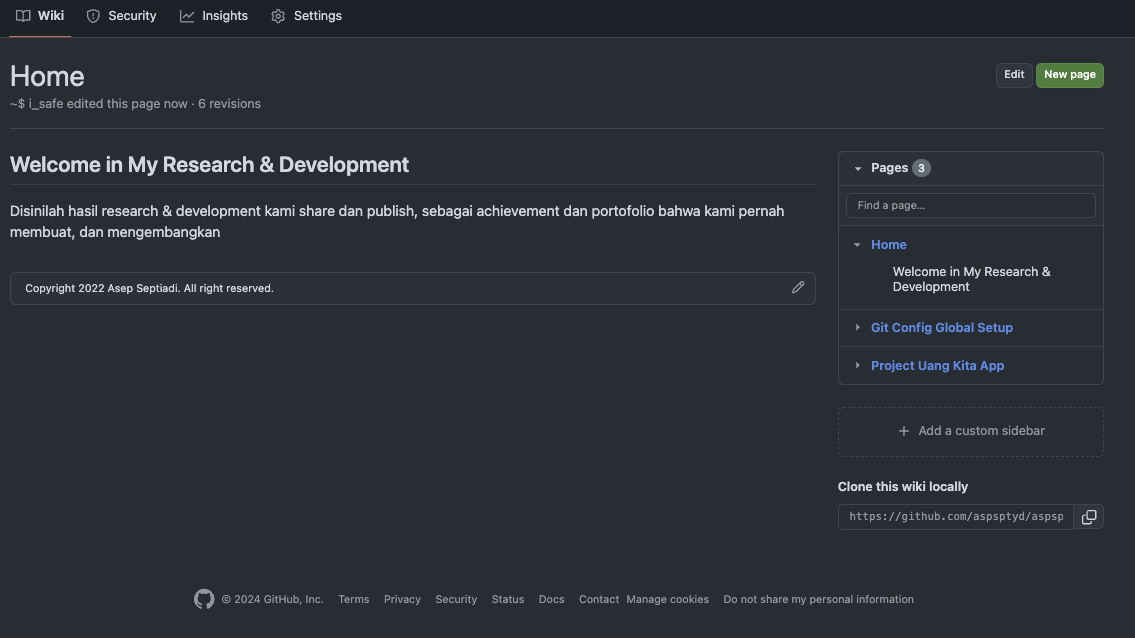 Wiki Security Insights Settings
Home
Edit New page
~$ i_safe edited this page now · 6 revisions
Welcome in My Research & Development
Disinilah hasil research & development kami share dan publish, sebagai achievement dan portofolio bahwa kami pernah
membuat, dan mengembangkan
Copyright 2022 Asep Septiadi. All right reserved.
Pages 3
Find a page...
Home
Welcome in My Research &
Development
Git Config Global Setup
Project Uang Kita App
Add a custom sidebar
Clone this wiki locally
https://github.com/aspsptyd/aspsp
© 2024 GitHub, Inc. Terms Privacy Security Status Docs Contact Manage cookies Do not share my personal information